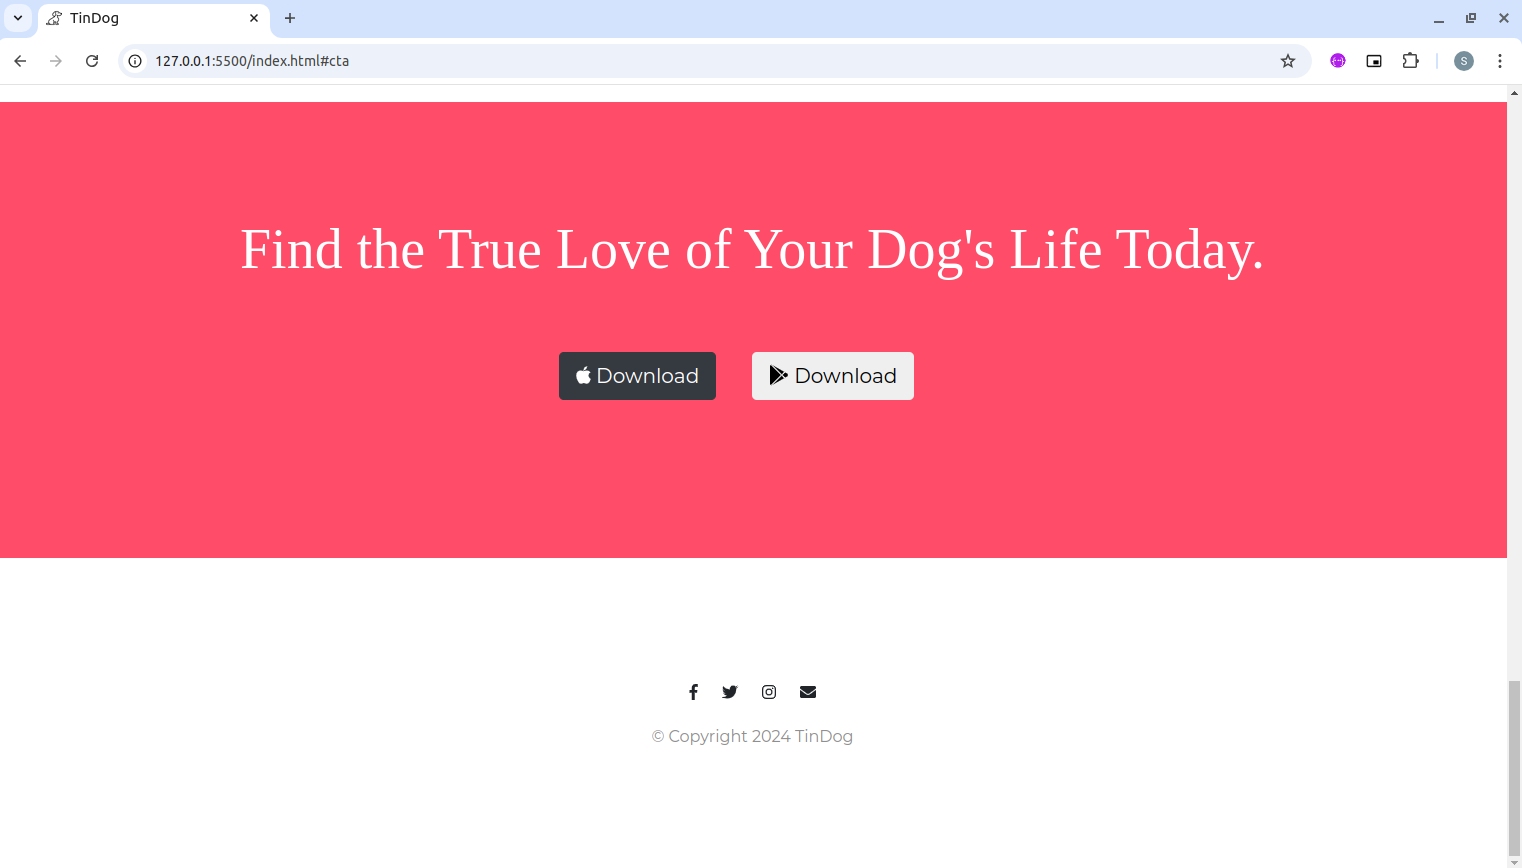 TinDog
127.0.0.1:5500/index.html#cta
S
Find the True Love of Your Dog's Life Today.
Download
Download
© Copyright 2024 TinDog